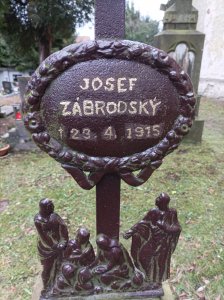 JOSEF
ZÁBRODSKÝ
† 23. 4. 1915